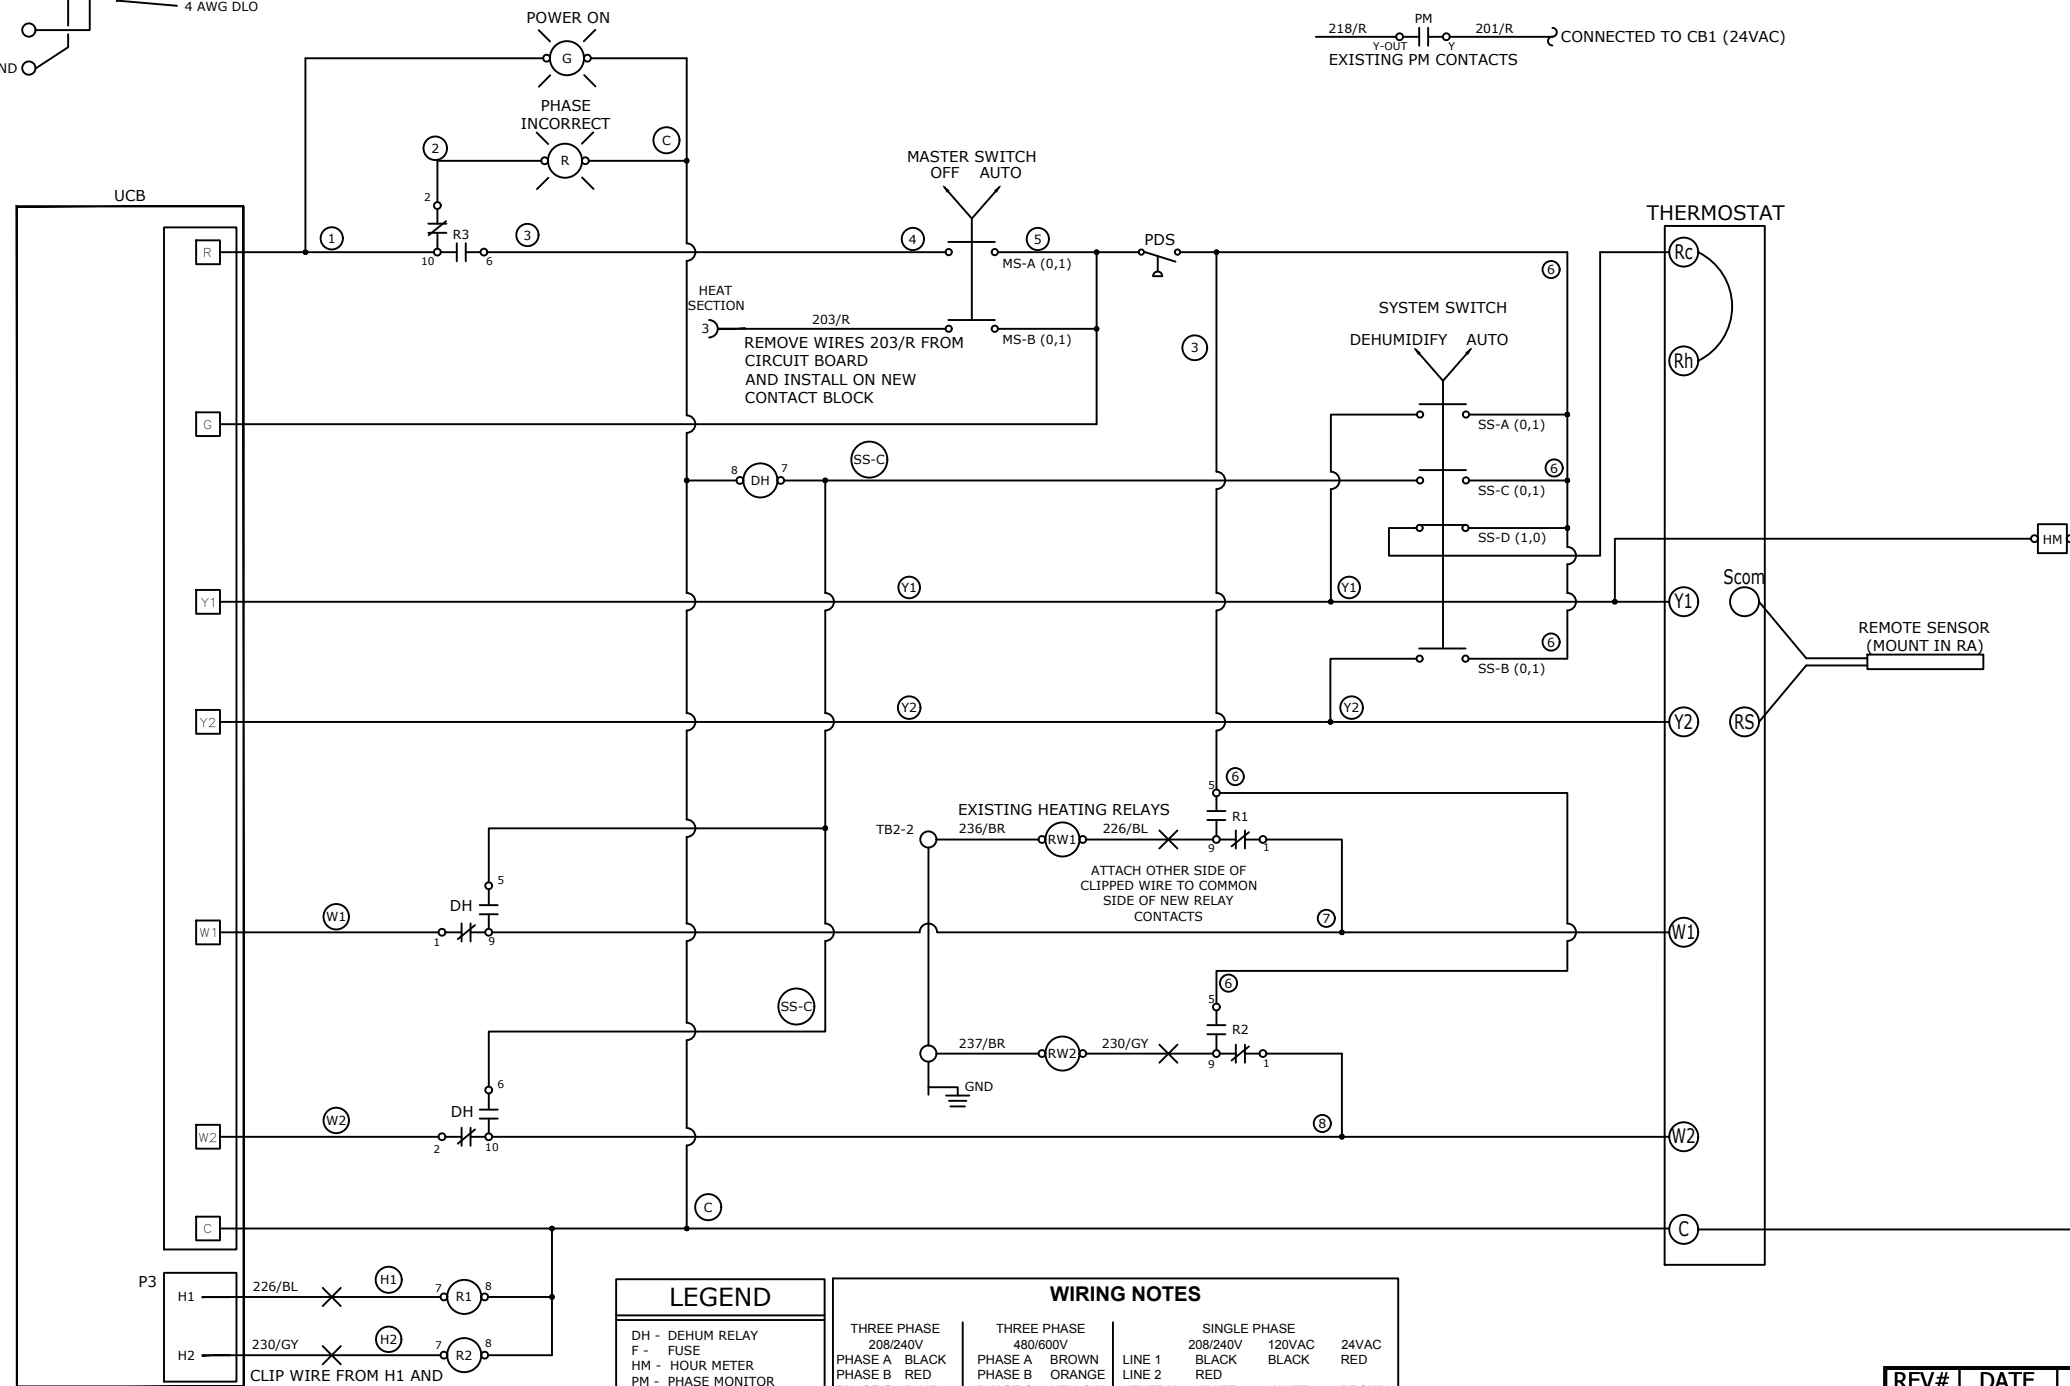 4 AWG DLO
ND
POWER ON
G
PHASE
INCORRECT
R
2
C
218/R
PM
201/R
Y-OUT
Y
CONNECTED TO CB1 (24VAC)
EXISTING PM CONTACTS
UCB
MASTER SWITCH
OFF AUTO
THERMOSTAT
R
1
2
R3
10
6
3
4
5
MS-A (0,1)
PDS
6
Rc
Rh
HEAT
SECTION
3
203/R
MS-B (0,1)
REMOVE WIRES 203/R FROM
CIRCUIT BOARD
AND INSTALL ON NEW
CONTACT BLOCK
3
SYSTEM SWITCH
DEHUMIDIFY AUTO
G
SS-A (0,1)
8
DH
7
SS-C
6
SS-C (0,1)
SS-D (1,0)
HM
Y1
Y1
Y1
Y1
Scom
6
SS-B (0,1)
REMOTE SENSOR
(MOUNT IN RA)
Y2
Y2
Y2
Y2
RS
5
6
EXISTING HEATING RELAYS
TB2-2
236/BR
RW1
226/BL
R1
9
1
ATTACH OTHER SIDE OF
CLIPPED WIRE TO COMMON
SIDE OF NEW RELAY
CONTACTS
5
DH
W1
W1
1
9
7
W1
SS-C
6
5
237/BR
RW2
230/GY
R2
9
1
GND
6
DH
W2
W2
2
10
8
W2
C
C
C
P3
H1
226/BL
H1
7
R1
8
H2
230/GY
H2
7
R2
8
CLIP WIRE FROM H1 AND
LEGEND
DH - DEHUM RELAY
F - FUSE
HM - HOUR METER
PM - PHASE MONITOR
WIRING NOTES
THREE PHASE
208/240V
PHASE A BLACK
PHASE B RED
THREE PHASE
480/600V
PHASE A BROWN
PHASE B ORANGE
SINGLE PHASE
208/240V 120VAC 24VAC
LINE 1 BLACK BLACK RED
LINE 2 RED
REV# DATE